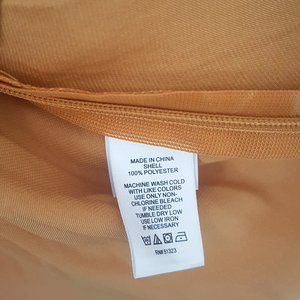 MADE IN CHINA
SHELL
100% POLYESTER
MACHINE WASH COLD
WITH LIKE COLORS
USE ONLY NON-
CHLORINE BLEACH
IF NEEDED
TUMBLE DRY LOW
USE LOW IRON
IF NECESSARY
RN# 51323